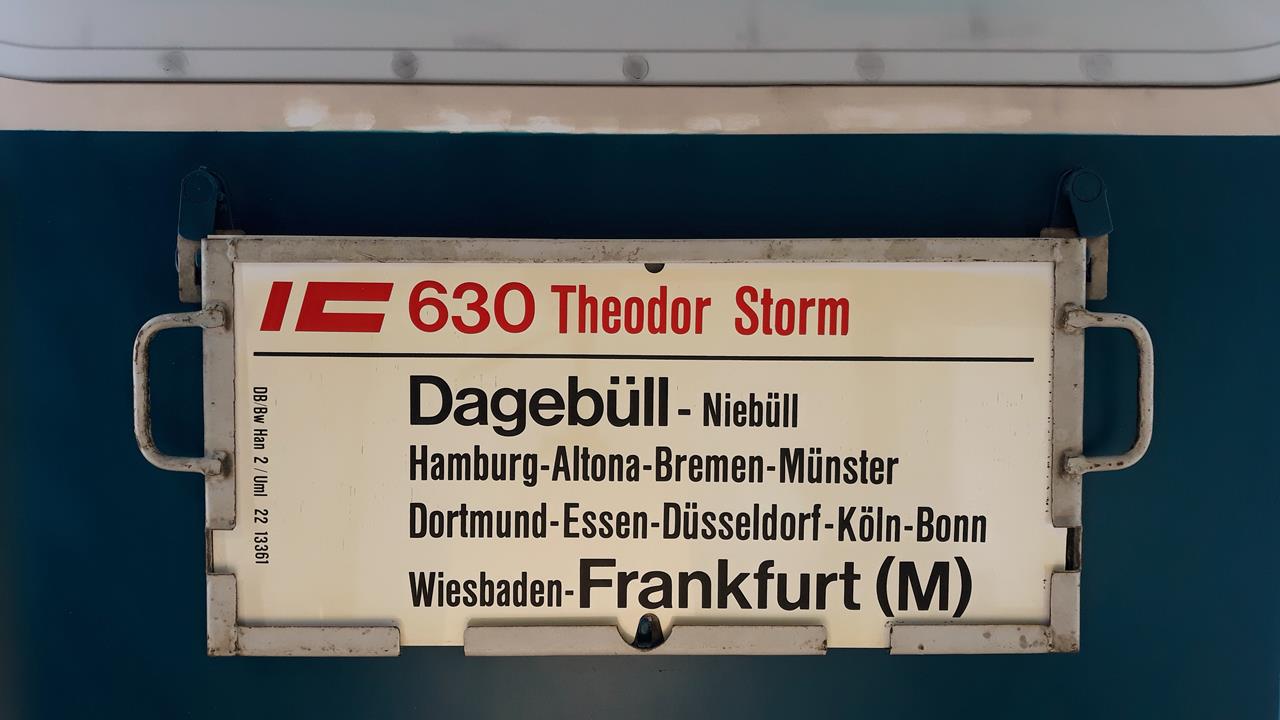 IC 630 Theodor Storm
Dagebüll - Niebüll
Hamburg-Altona-Bremen-Münster
Dortmund-Essen-Düsseldorf-Köln-Bonn
Wiesbaden-Frankfurt (M)
DB/Bw Han 2 / Uml 22 13361